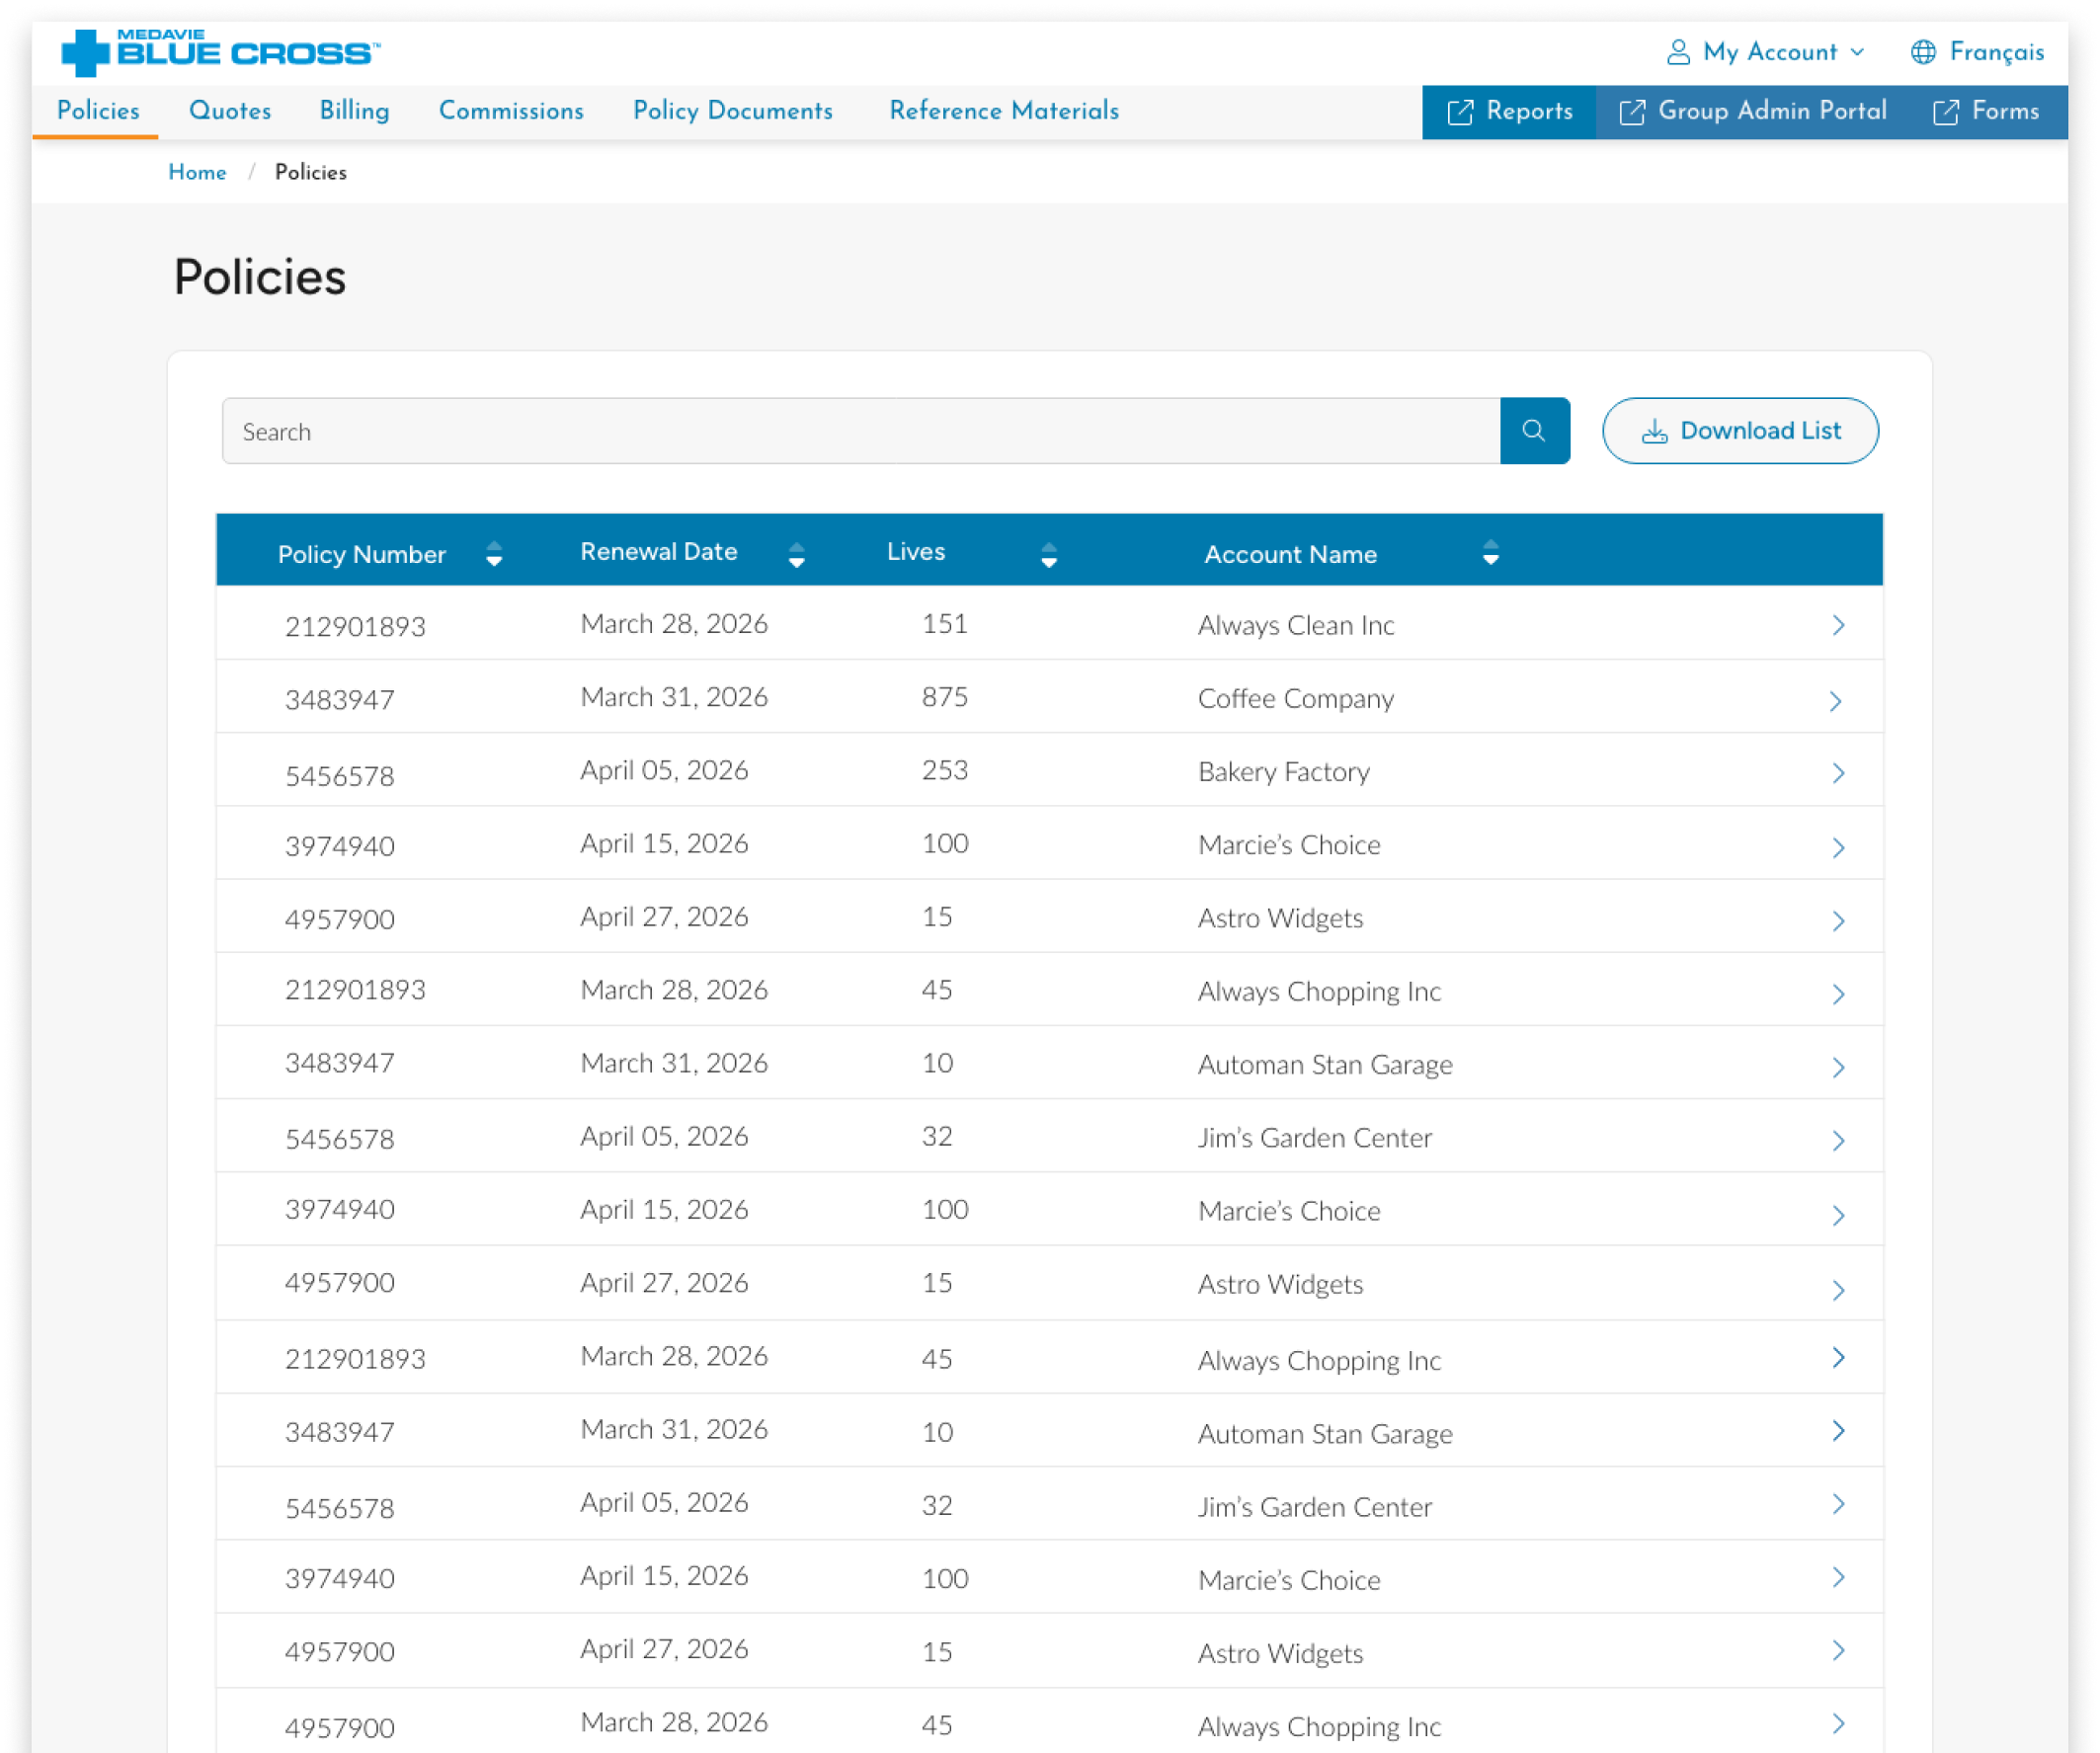 MEDAVIE
BLUE CROSS™
My Account
Français
Policies Quotes Billing Commissions Policy Documents Reference Materials Reports Group Admin Portal Forms
Home / Policies
Policies
Search Download List
Policy Number Renewal Date Lives Account Name
212901893 March 28, 2026 151 Always Clean Inc
3483947 March 31, 2026 875 Coffee Company
5456578 April 05, 2026 253 Bakery Factory
3974940 April 15, 2026 100 Marcie’s Choice
4957900 April 27, 2026 15 Astro Widgets
212901893 March 28, 2026 45 Always Chopping Inc
3483947 March 31, 2026 10 Automan Stan Garage
5456578 April 05, 2026 32 Jim’s Garden Center
3974940 April 15, 2026 100 Marcie’s Choice
4957900 April 27, 2026 15 Astro Widgets
212901893 March 28, 2026 45 Always Chopping Inc
3483947 March 31, 2026 10 Automan Stan Garage
5456578 April 05, 2026 32 Jim’s Garden Center
3974940 April 15, 2026 100 Marcie’s Choice
4957900 April 27, 2026 15 Astro Widgets
4957900 March 28, 2026 45 Always Chopping Inc